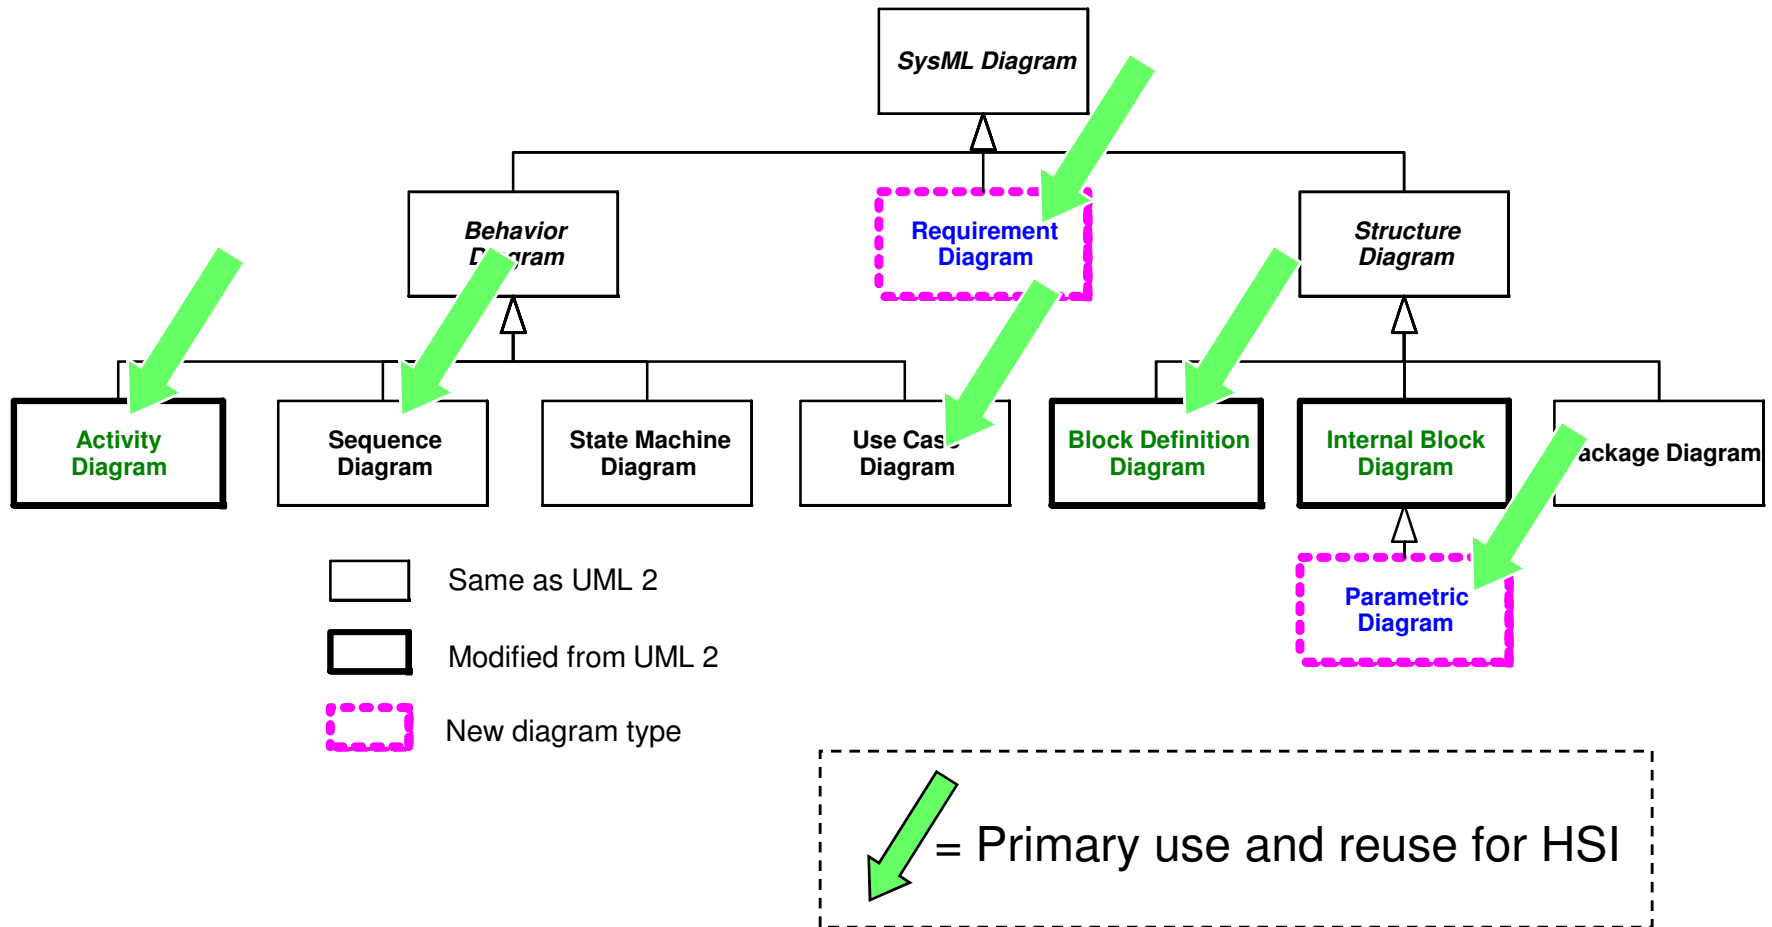 SysML Diagram
Behavior
Diagram
Requirement
Diagram
Structure
Diagram
Activity
Diagram
Sequence
Diagram
State Machine
Diagram
Use Case
Diagram
Block Definition
Diagram
Internal Block
Diagram
Package Diagram
Parametric
Diagram
Same as UML 2
Modified from UML 2
New diagram type
= Primary use and reuse for HSI